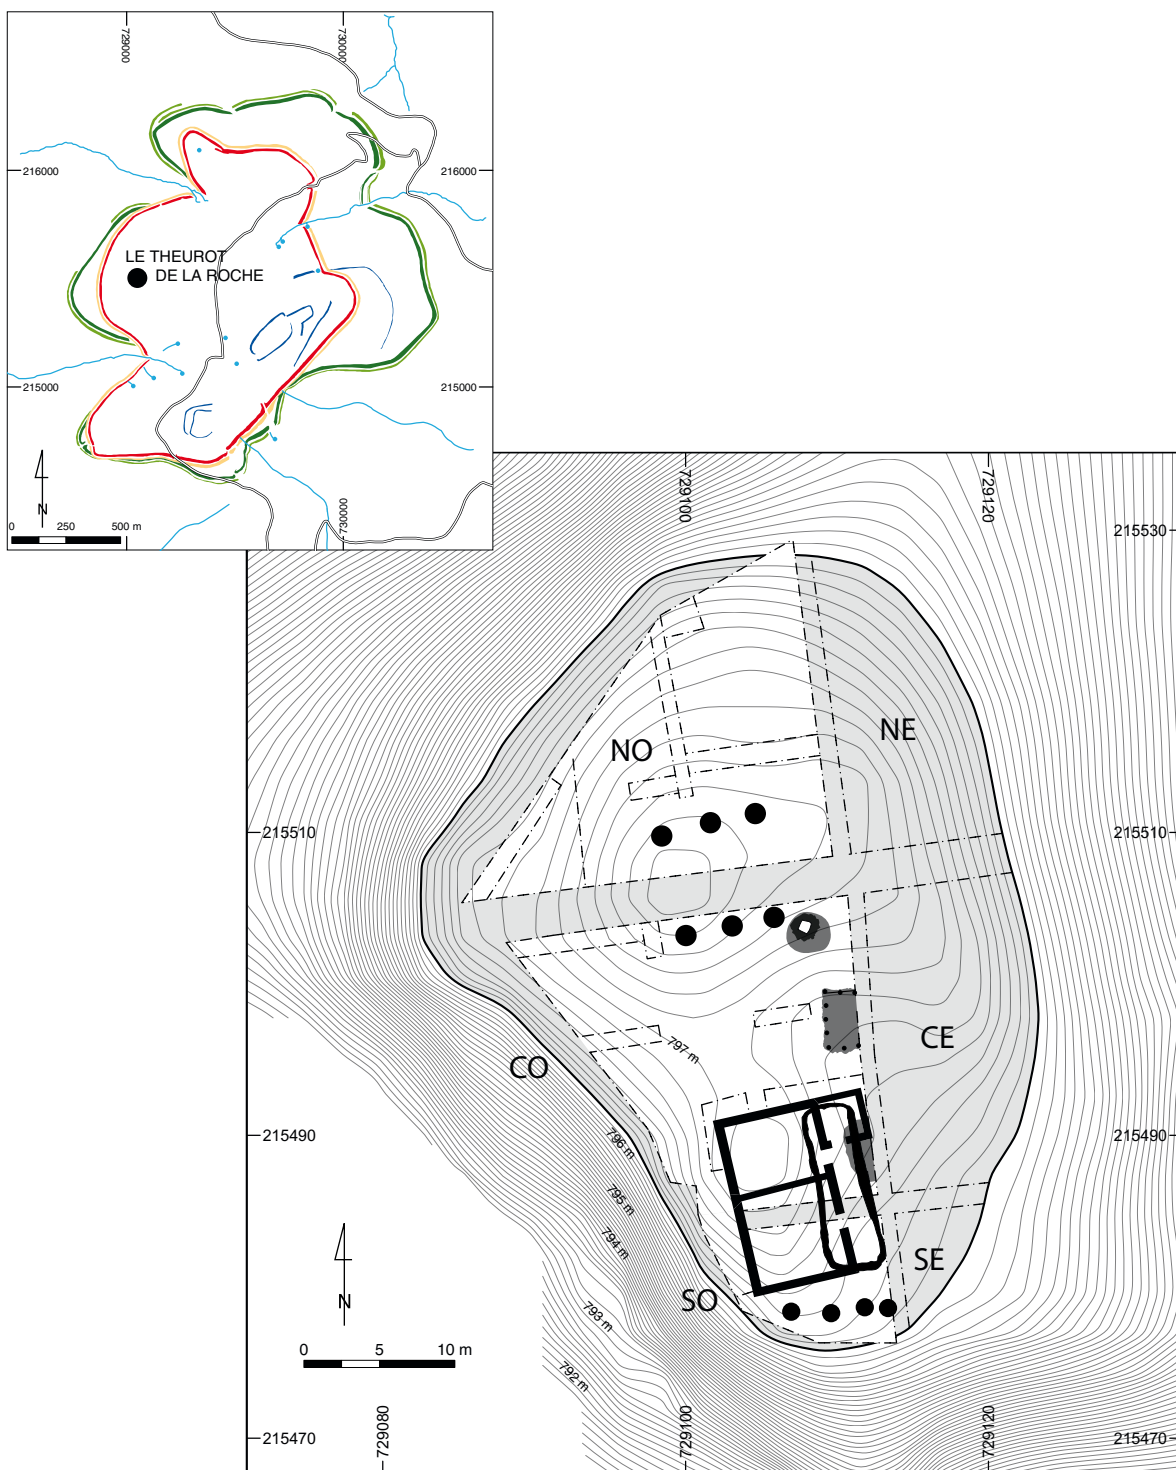 729000
730000
216000
216000
LE THEUROT
DE LA ROCHE
215000
215000
N
0 250 500 m
730000
729100
729120
215530
NO
NE
215510
215510
CE
797 m
CO
215490
215490
796 m
795 m
794 m
SE
SO
793 m
N
0 5 10 m
792 m
729080
729100
729120
215470
215470